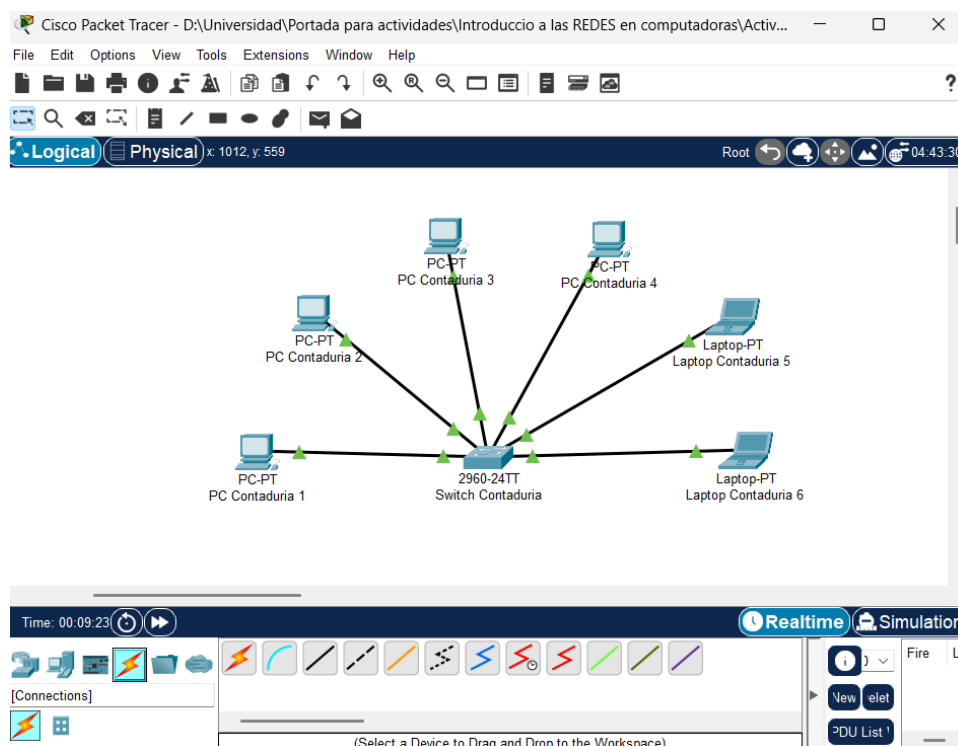 Cisco Packet Tracer - D:\Universidad\Portada para actividades\Introduccio a las REDES en computadoras\Activ...
File Edit Options View Tools Extensions Window Help
?
Logical Physical x: 1012, y: 559 Root 04:43:30
PC-PT
PC Contaduria 3
PC-PT
PC Contaduria 4
PC-PT
PC Contaduria 2
Laptop-PT
Laptop Contaduria 5
PC-PT
PC Contaduria 1
2960-24TT
Switch Contaduria
Laptop-PT
Laptop Contaduria 6
Time: 00:09:23 Realtime Simulation
Fire L
[Connections]
New elet
PDU List
(Select a Device to Drag and Drop to the Workspace)